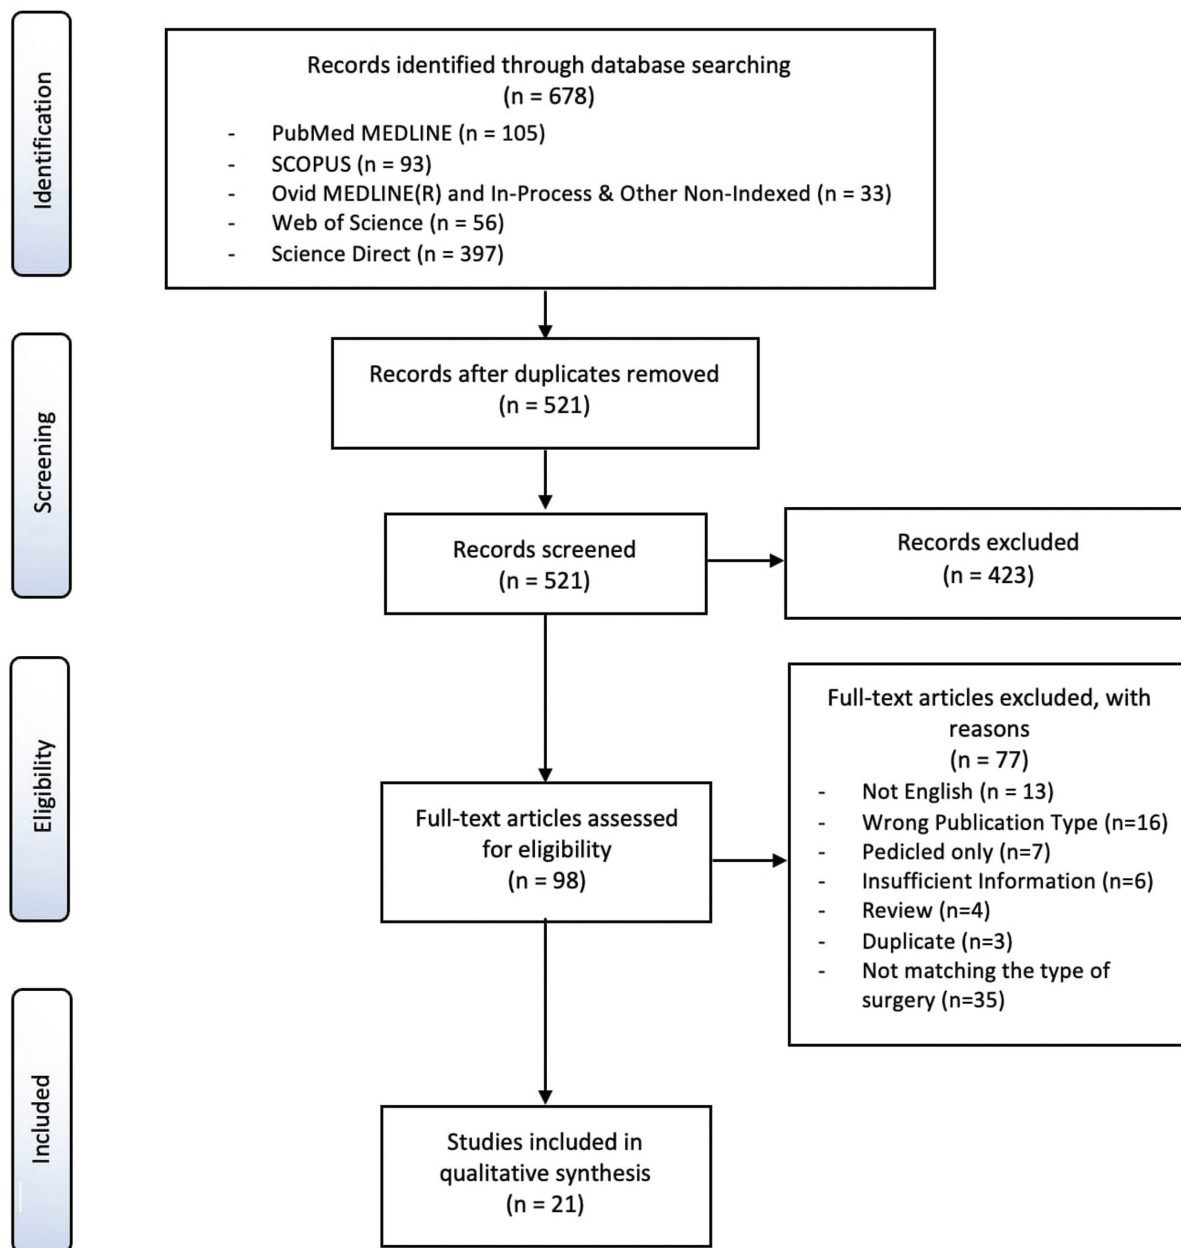 Identification
Records identified through database searching
(n = 678)
- PubMed MEDLINE (n = 105)
- SCOPUS (n = 93)
- Ovid MEDLINE(R) and In-Process & Other Non-Indexed (n = 33)
- Web of Science (n = 56)
- Science Direct (n = 397)
Screening
Records after duplicates removed
(n = 521)
Records screened
(n = 521)
Records excluded
(n = 423)
Eligibility
Full-text articles assessed
for eligibility
(n = 98)
Full-text articles excluded, with
reasons
(n = 77)
- Not English (n = 13)
- Wrong Publication Type (n=16)
- Pedicled only (n=7)
- Insufficient Information (n=6)
- Review (n=4)
- Duplicate (n=3)
- Not matching the type of
surgery (n=35)
Included
Studies included in
qualitative synthesis
(n = 21)